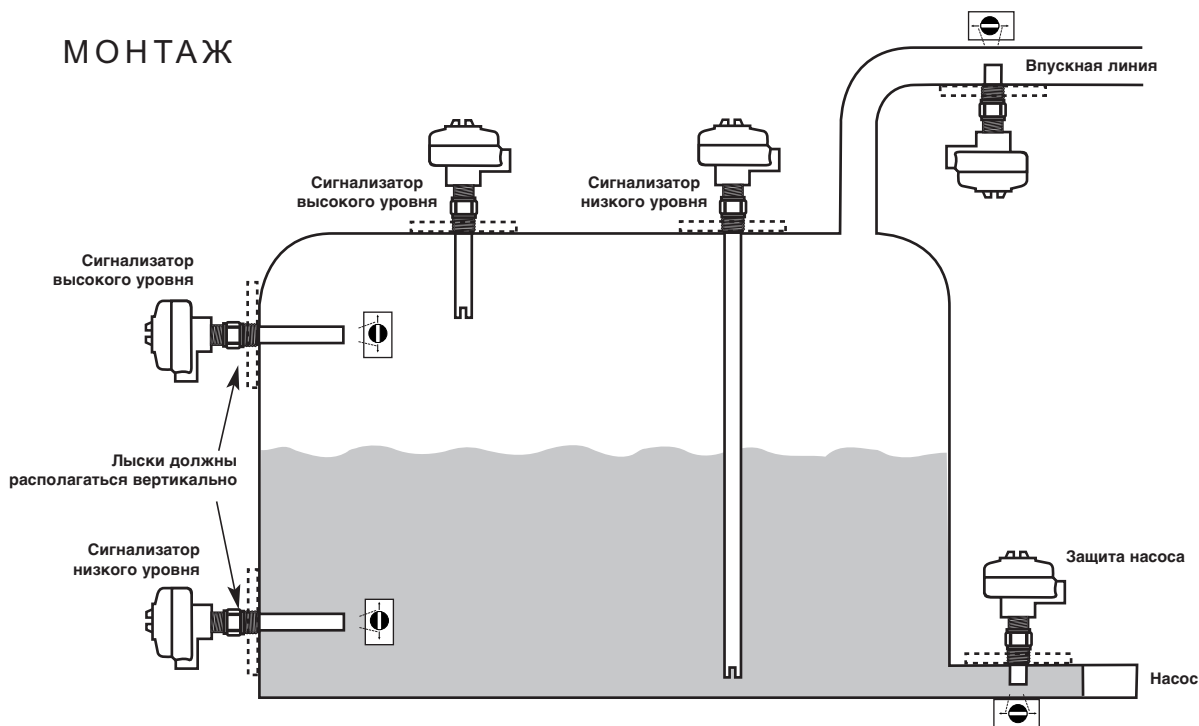 МОНТАЖ
Впускная линия
Сигнализатор
высокого уровня
Сигнализатор
низкого уровня
Сигнализатор
высокого уровня
Лыски должны
располагаться вертикально
Сигнализатор
низкого уровня
Защита насоса
Насос